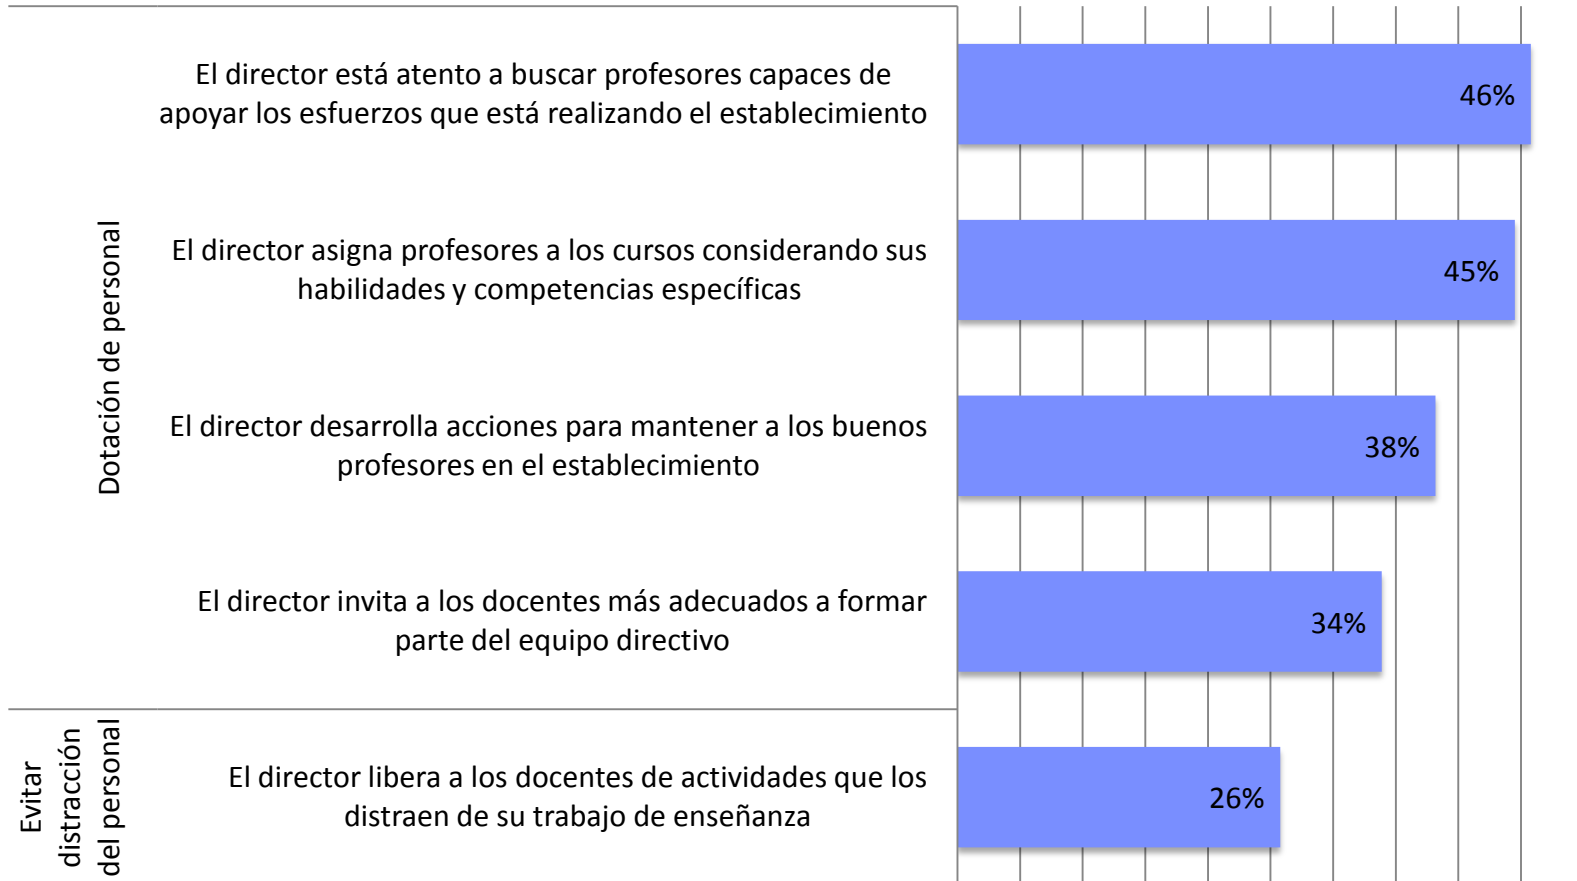 Dotación de personal
El director está atento a buscar profesores capaces de
apoyar los esfuerzos que está realizando el establecimiento
46%
El director asigna profesores a los cursos considerando sus
habilidades y competencias específicas
45%
El director desarrolla acciones para mantener a los buenos
profesores en el establecimiento
38%
El director invita a los docentes más adecuados a formar
parte del equipo directivo
34%
Evitar
distracción
del personal
El director libera a los docentes de actividades que los
distraen de su trabajo de enseñanza
26%